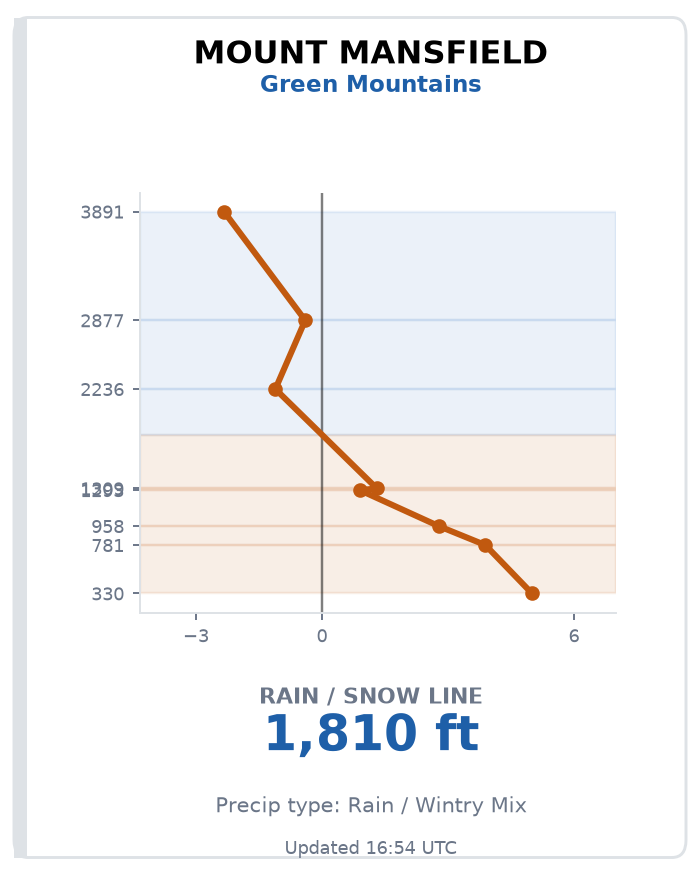 MOUNT MANSFIELD
Green Mountains
3891
2877
2236
958
781
330
−3 0 6
RAIN / SNOW LINE
1,810 ft
Precip type: Rain / Wintry Mix
Updated 16:54 UTC